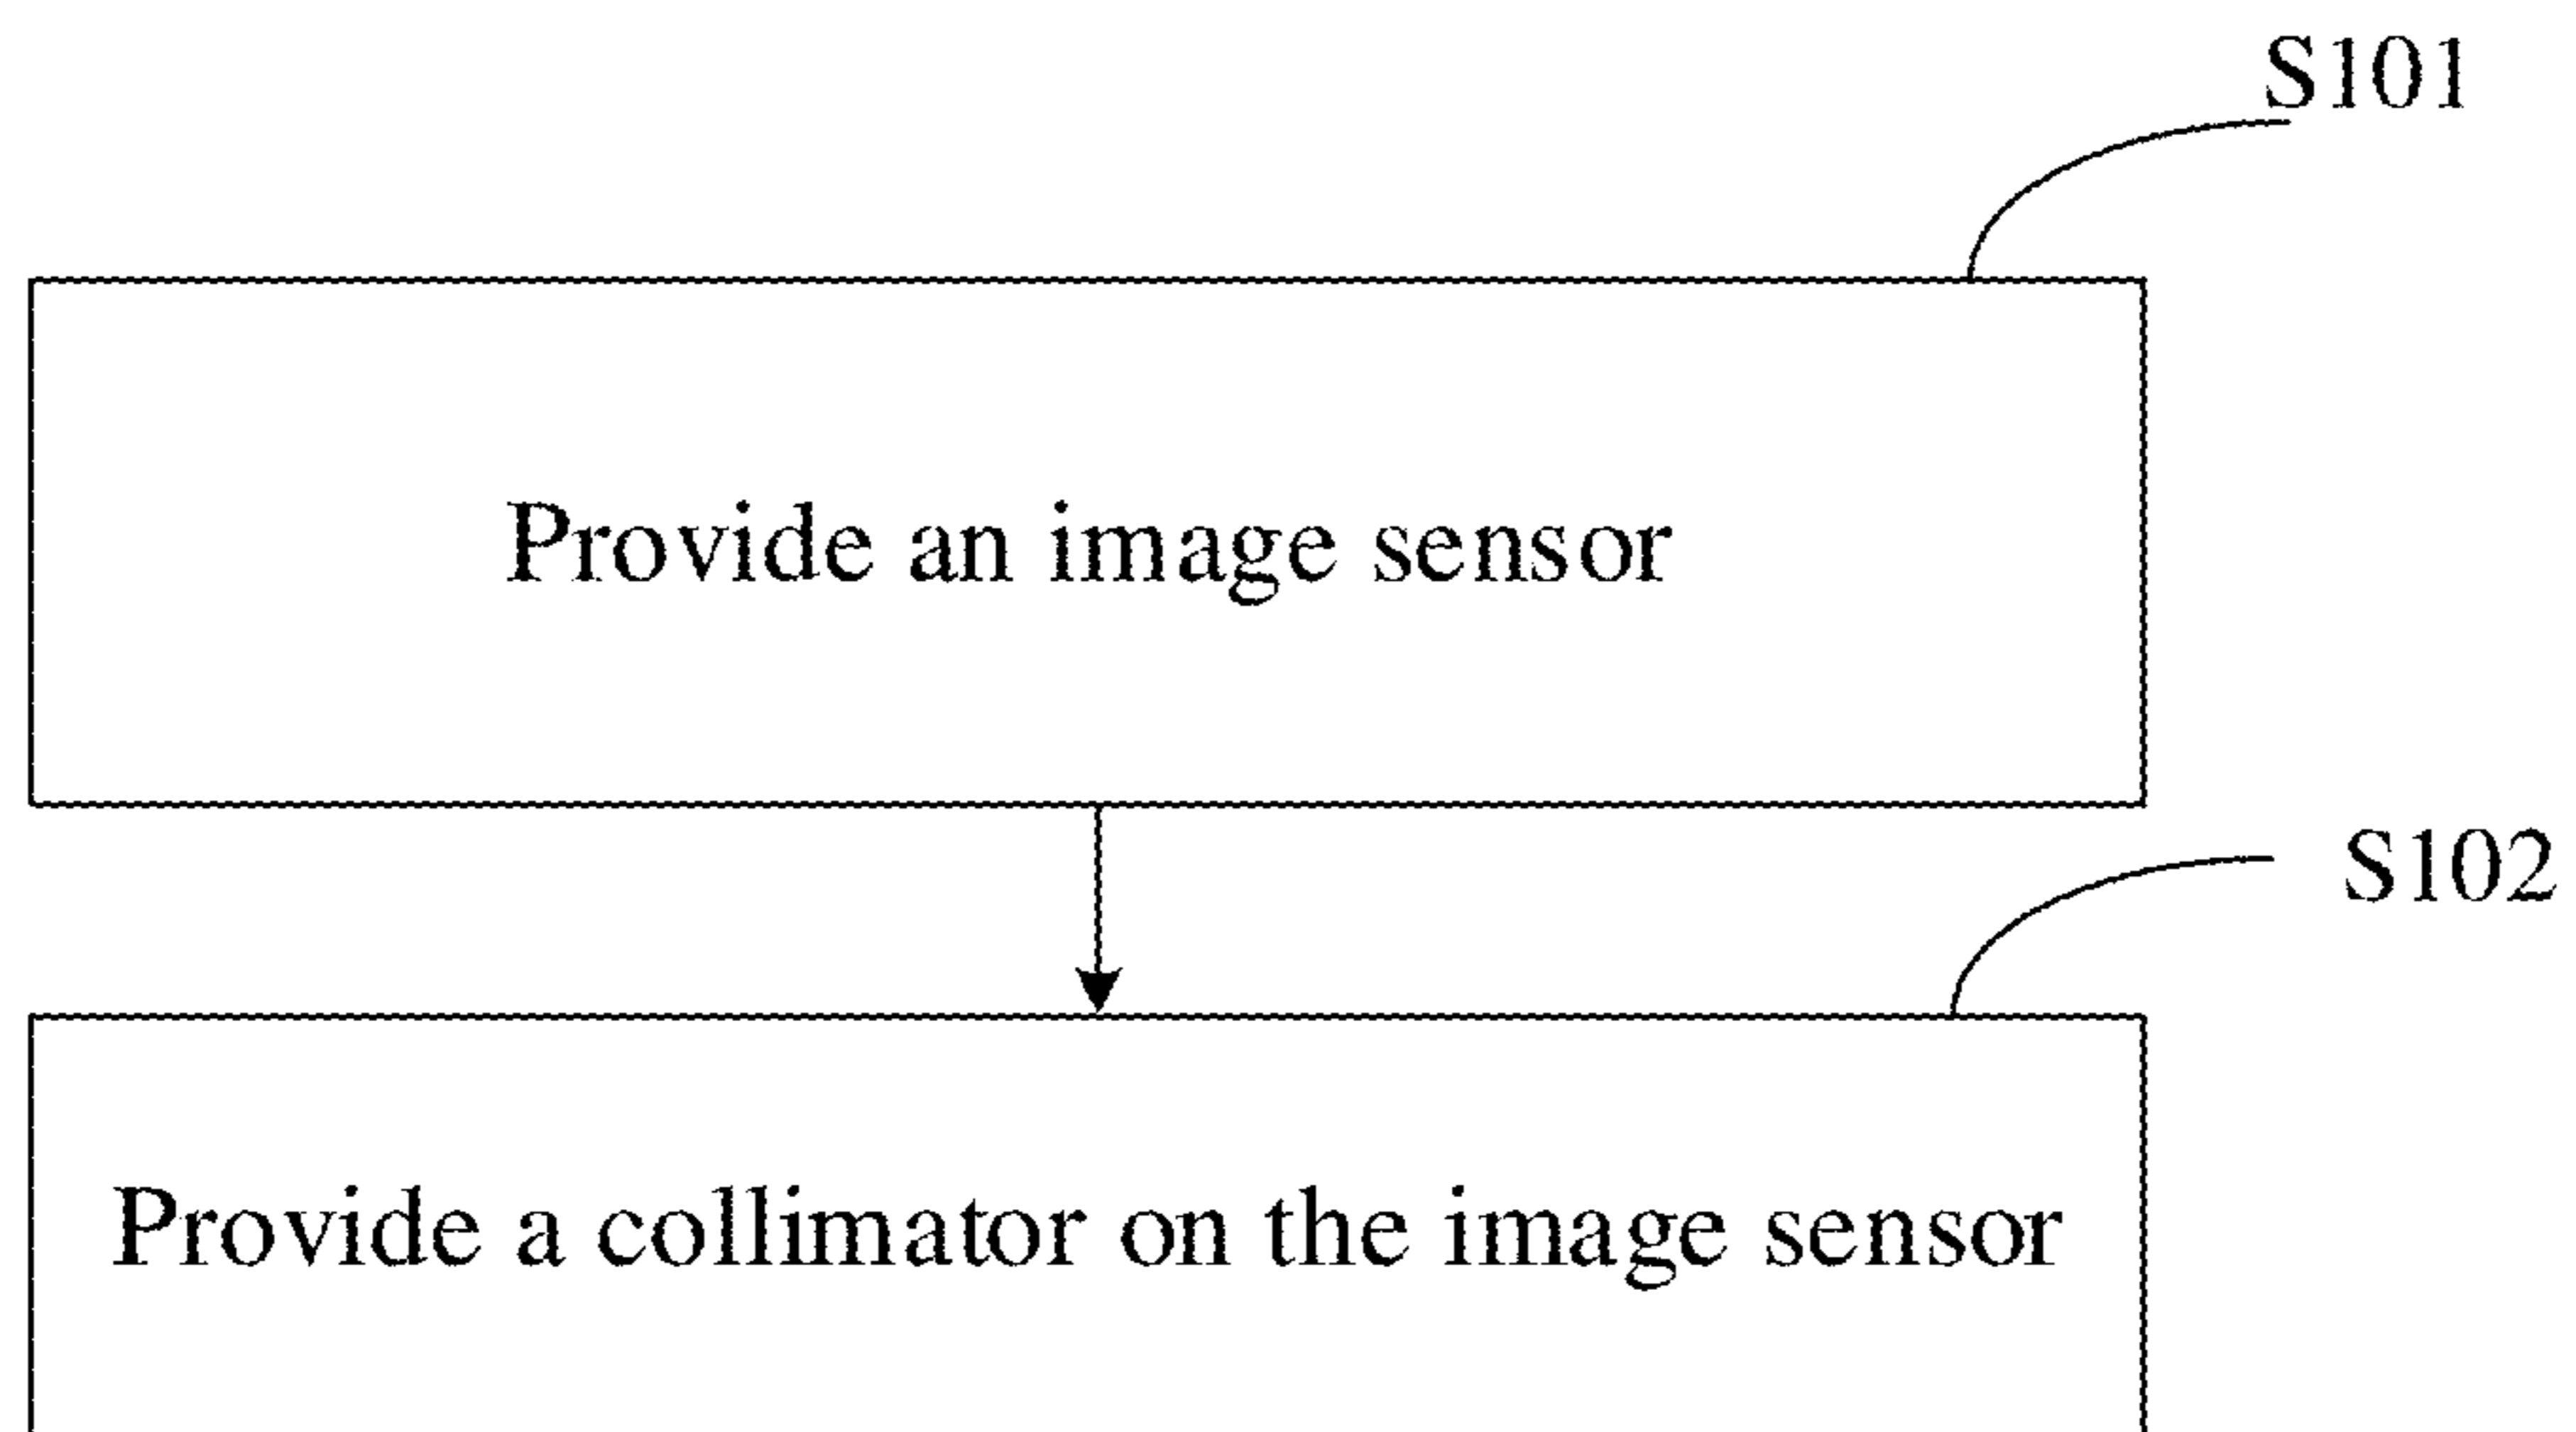 S101
Provide an image sensor
S102
Provide a collimator on the image sensor